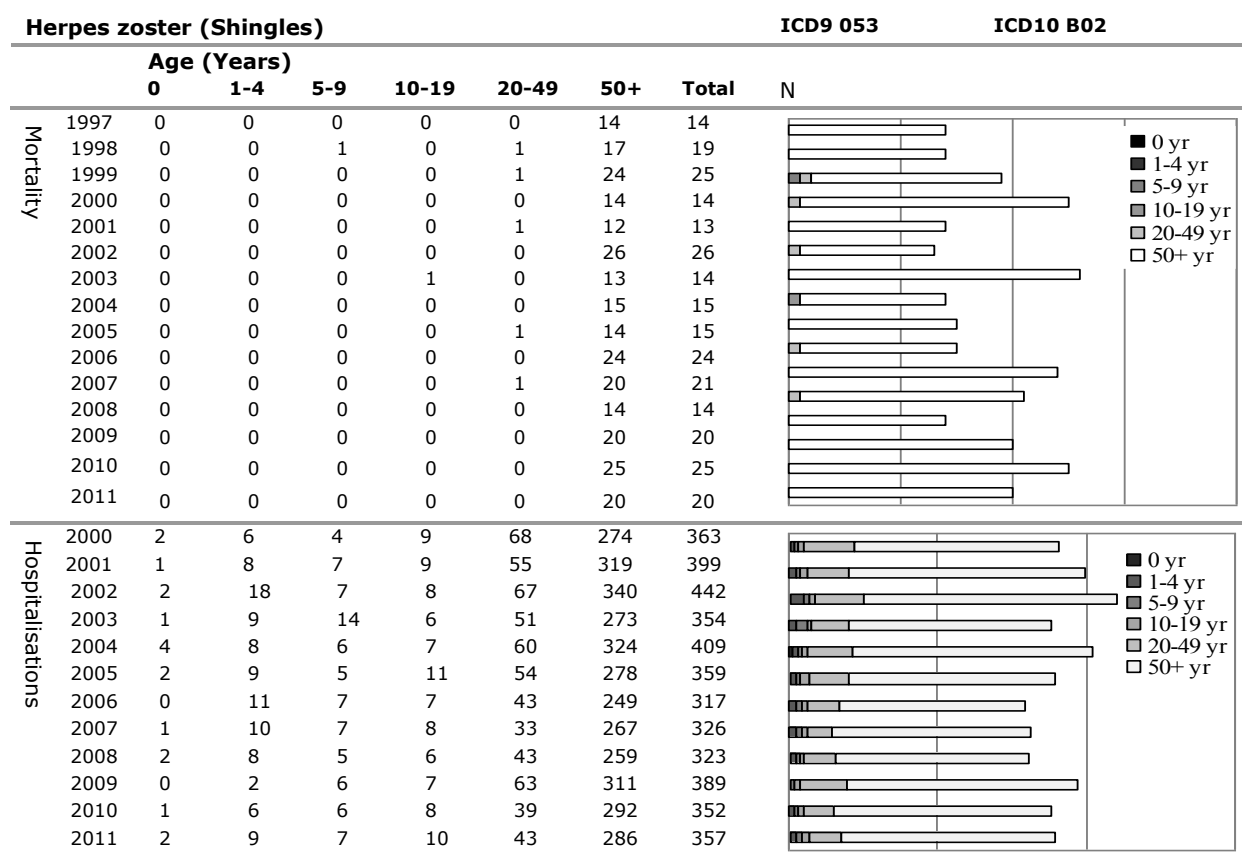 Herpes zoster (Shingles) ICD9 053 ICD10 B02
Age (Years)
0 1-4 5-9 10-19 20-49 50+ Total N
Mortality
1997 0 0 0 0 0 14 14
1998 0 0 1 0 1 17 19
1999 0 0 0 0 1 24 25
2000 0 0 0 0 0 14 14
2001 0 0 0 0 1 12 13
2002 0 0 0 0 0 26 26
2003 0 0 0 1 0 13 14
2004 0 0 0 0 0 15 15
2005 0 0 0 0 1 14 15
2006 0 0 0 0 0 24 24
2007 0 0 0 0 1 20 21
2008 0 0 0 0 0 14 14
2009 0 0 0 0 0 20 20
2010 0 0 0 0 0 25 25
2011 0 0 0 0 0 20 20
0 yr
1-4 yr
5-9 yr
10-19 yr
20-49 yr
50+ yr
Hospitalisations
2000 2 6 4 9 68 274 363
2001 1 8 7 9 55 319 399
2002 2 18 7 8 67 340 442
2003 1 9 14 6 51 273 354
2004 4 8 6 7 60 324 409
2005 2 9 5 11 54 278 359
2006 0 11 7 7 43 249 317
2007 1 10 7 8 33 267 326
2008 2 8 5 6 43 259 323
2009 0 2 6 7 63 311 389
2010 1 6 6 8 39 292 352
2011 2 9 7 10 43 286 357
0 yr
1-4 yr
5-9 yr
10-19 yr
20-49 yr
50+ yr